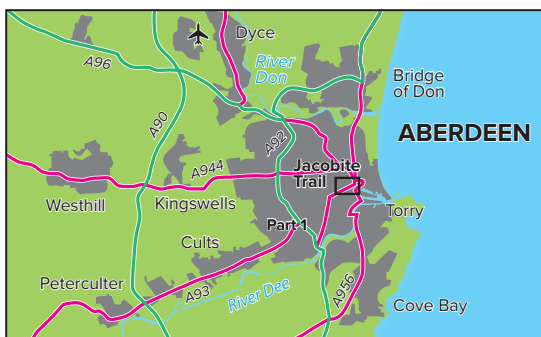 Dyce
A96
River
Don
Bridge
of Don
A90
ABERDEEN
A92
Jacobite
Trail
A944
Westhill
Kingswells
Torry
Part 1
Cults
Peterculter
A93
River Dee
A956
Cove Bay